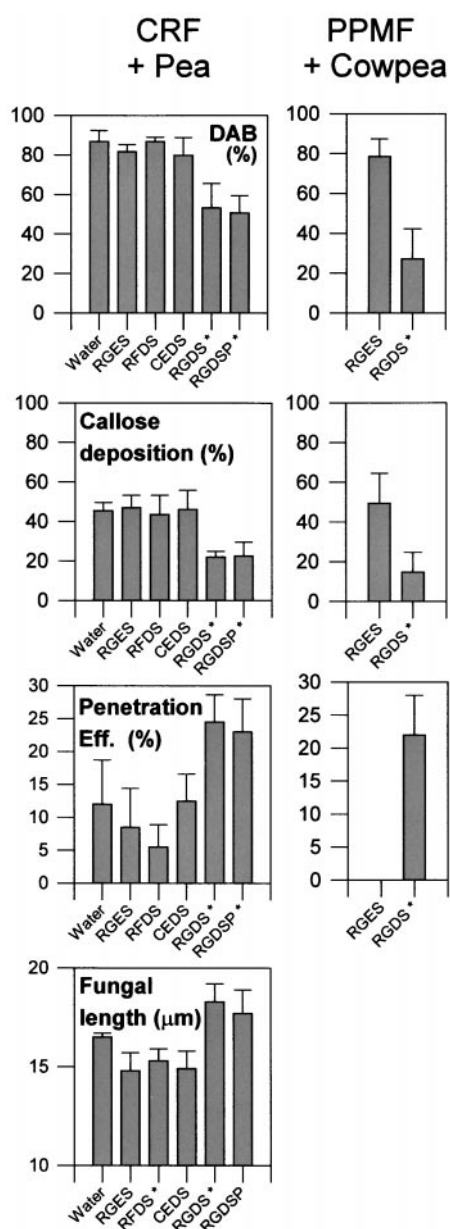 CRF
+ Pea
PPMF
+ Cowpea
100
80
60
40
20
0
DAB
(%)
Water
RGES
RFDS
CEDS
RGDS *
RGDSP *
100
80
60
40
20
0
RGES
RGDS *
100
80
60
40
20
0
Callose
deposition (%)
Water
RGES
RFDS
CEDS
RGDS *
RGDSP *
100
80
60
40
20
0
RGES
RGDS *
30
25
20
15
10
5
0
Penetration
Eff. (%)
Water
RGES
RFDS
CEDS
RGDS *
RGDSP *
30
25
20
15
10
5
0
RGES
RGDS *
20
15
10
Fungal
length (μm)
Water
RGES
RFDS *
CEDS
RGDS *
RGDSP